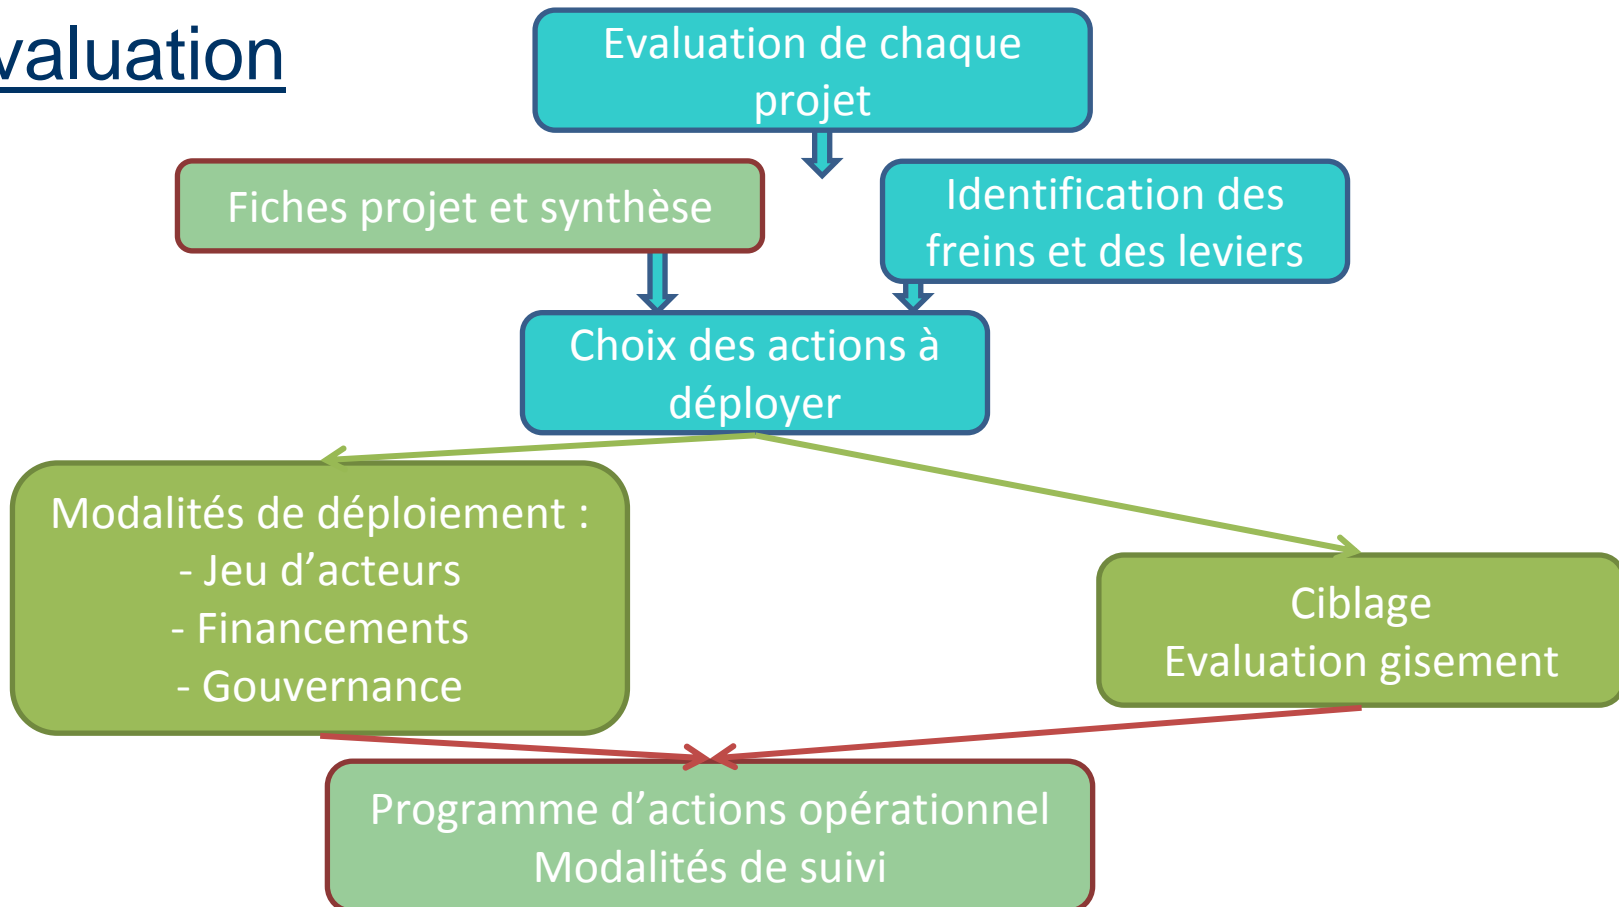 valuation
Evaluation de chaque
projet
Fiches projet et synthèse
Identification des
freins et des leviers
Choix des actions à
déployer
Modalités de déploiement :
- Jeu d’acteurs
- Financements
- Gouvernance
Ciblage
Evaluation gisement
Programme d’actions opérationnel
Modalités de suivi